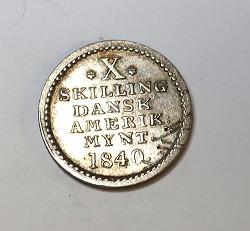 X
SKILLING
DANSK
AMERIK.
MYNT.
1840.